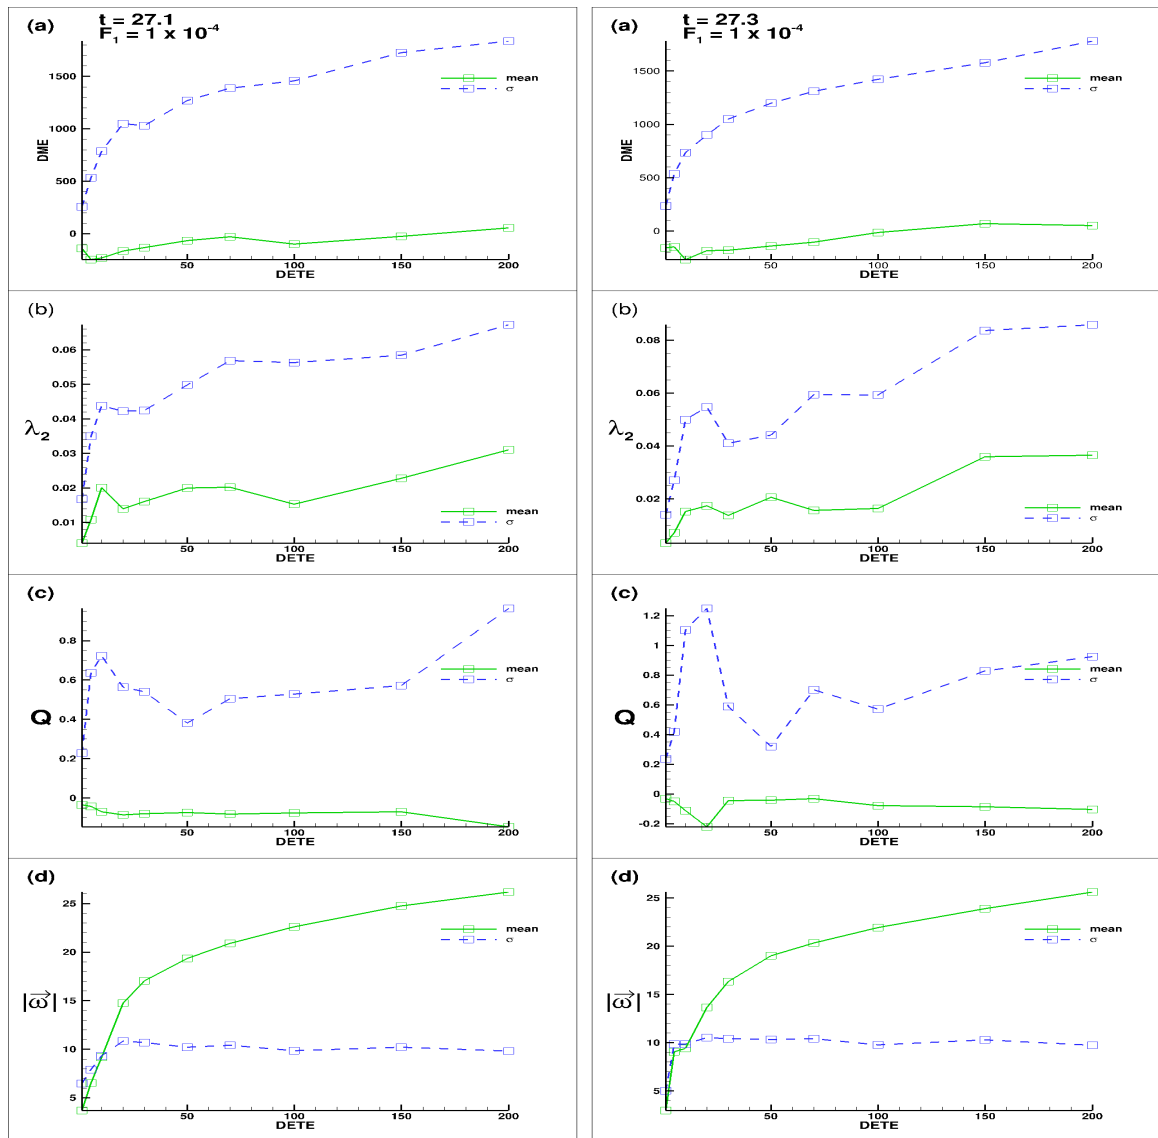 (a)
t = 27.1
F1 = 1 x 10-4
1500
1000
500
0
DME
mean
σ
50
100
150
200
DETE
(b)
0.06
0.05
0.04
0.03
0.02
0.01
λ2
mean
σ
50
100
150
200
DETE
(c)
0.8
0.6
0.4
0.2
0
Q
mean
σ
50
100
150
200
DETE
(d)
25
20
15
10
5
|ω→|
mean
σ
50
100
150
200
DETE
(a)
t = 27.3
F1 = 1 x 10-4
1500
1000
500
0
DME
mean
σ
50
100
150
200
DETE
(b)
0.08
0.06
0.04
0.02
λ2
mean
σ
50
100
150
200
DETE
(c)
1.2
1
0.8
0.6
0.4
0.2
0
-0.2
Q
mean
σ
50
100
150
200
DETE
(d)
25
20
15
10
5
|ω→|
mean
σ
50
100
150
200
DETE